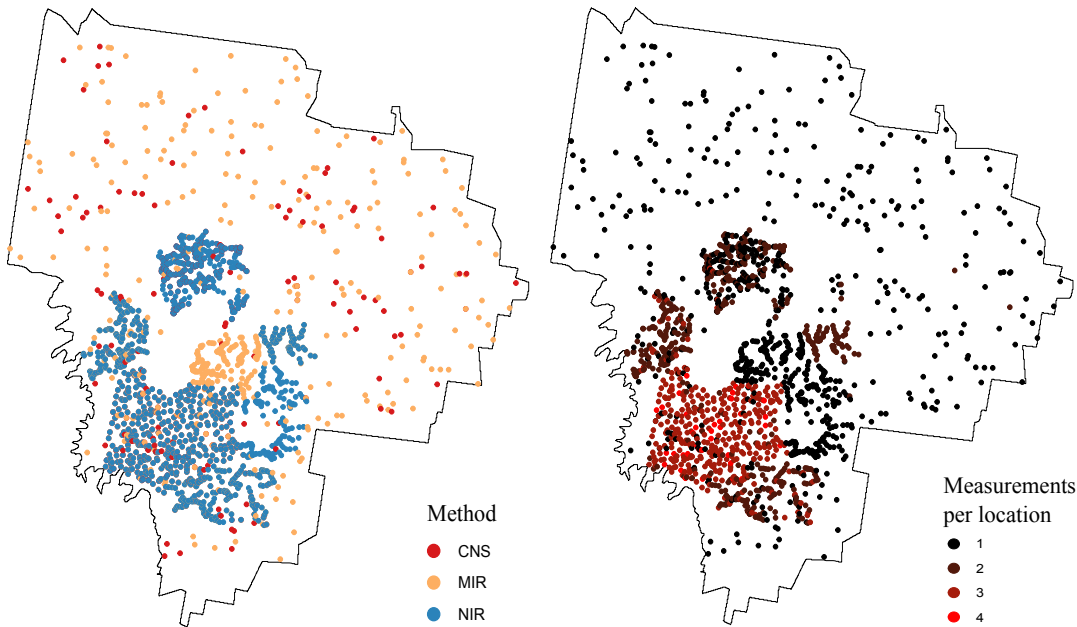 Method
CNS
MIR
NIR
Measurements
per location
1
2
3
4